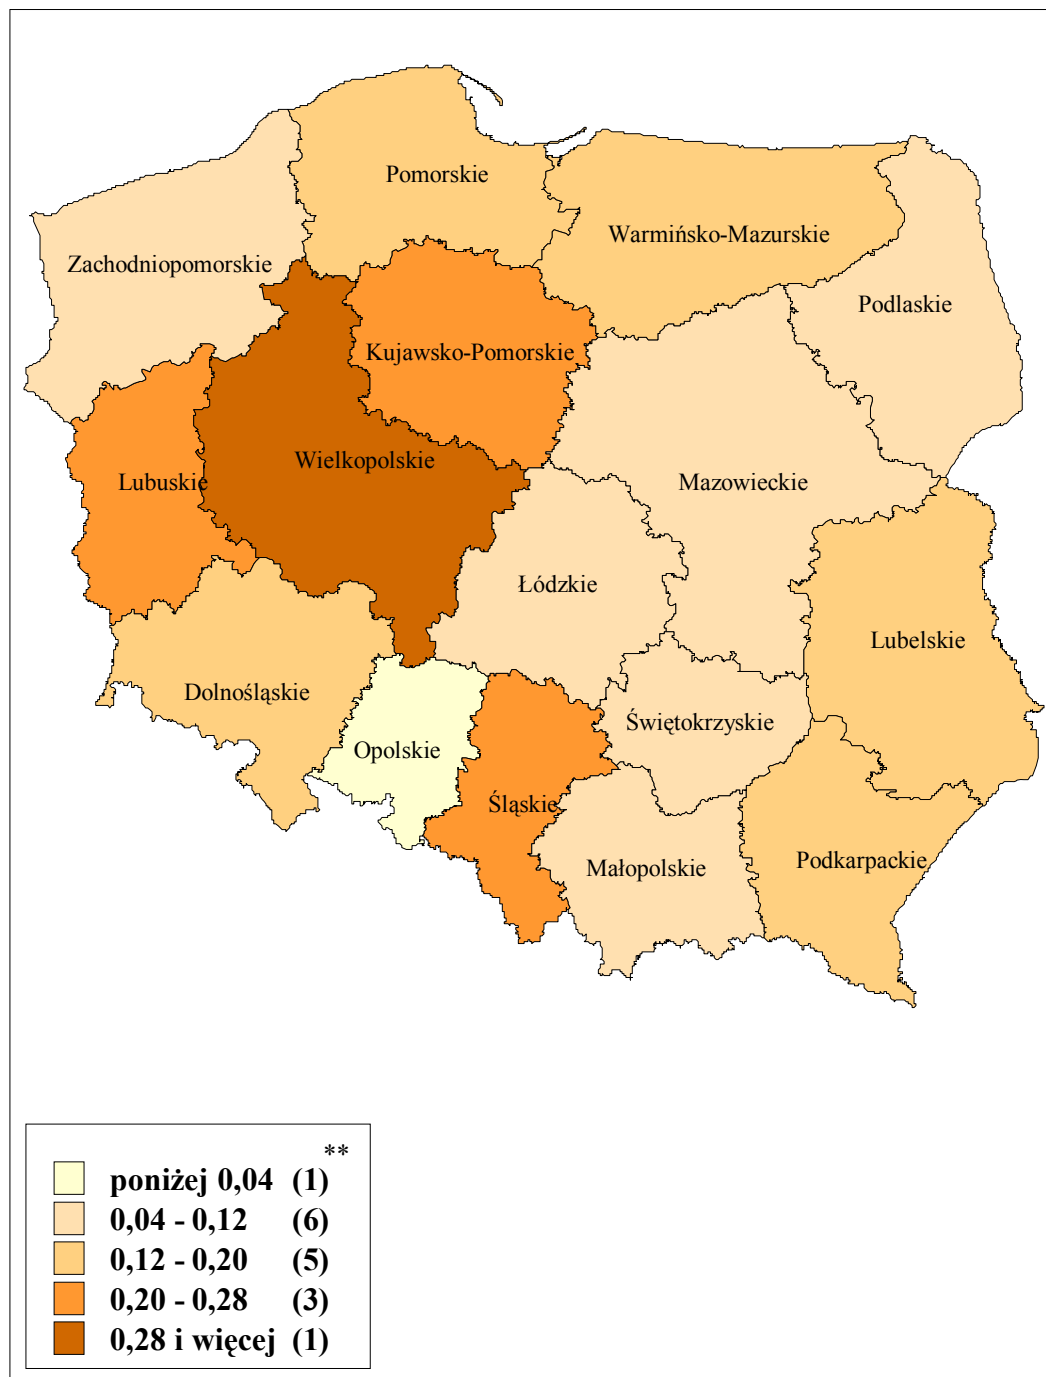 Pomorskie
Warmińsko-Mazurskie
Zachodniopomorskie
Podlaskie
Kujawsko-Pomorskie
Wielkopolskie
Lubuskie
Mazowieckie
Łódzkie
Lubelskie
Dolnośląskie
Świętokrzyskie
Opolskie
Śląskie
Podkarpackie
Małopolskie
**
poniżej 0,04 (1)
0,04 - 0,12 (6)
0,12 - 0,20 (5)
0,20 - 0,28 (3)
0,28 i więcej (1)